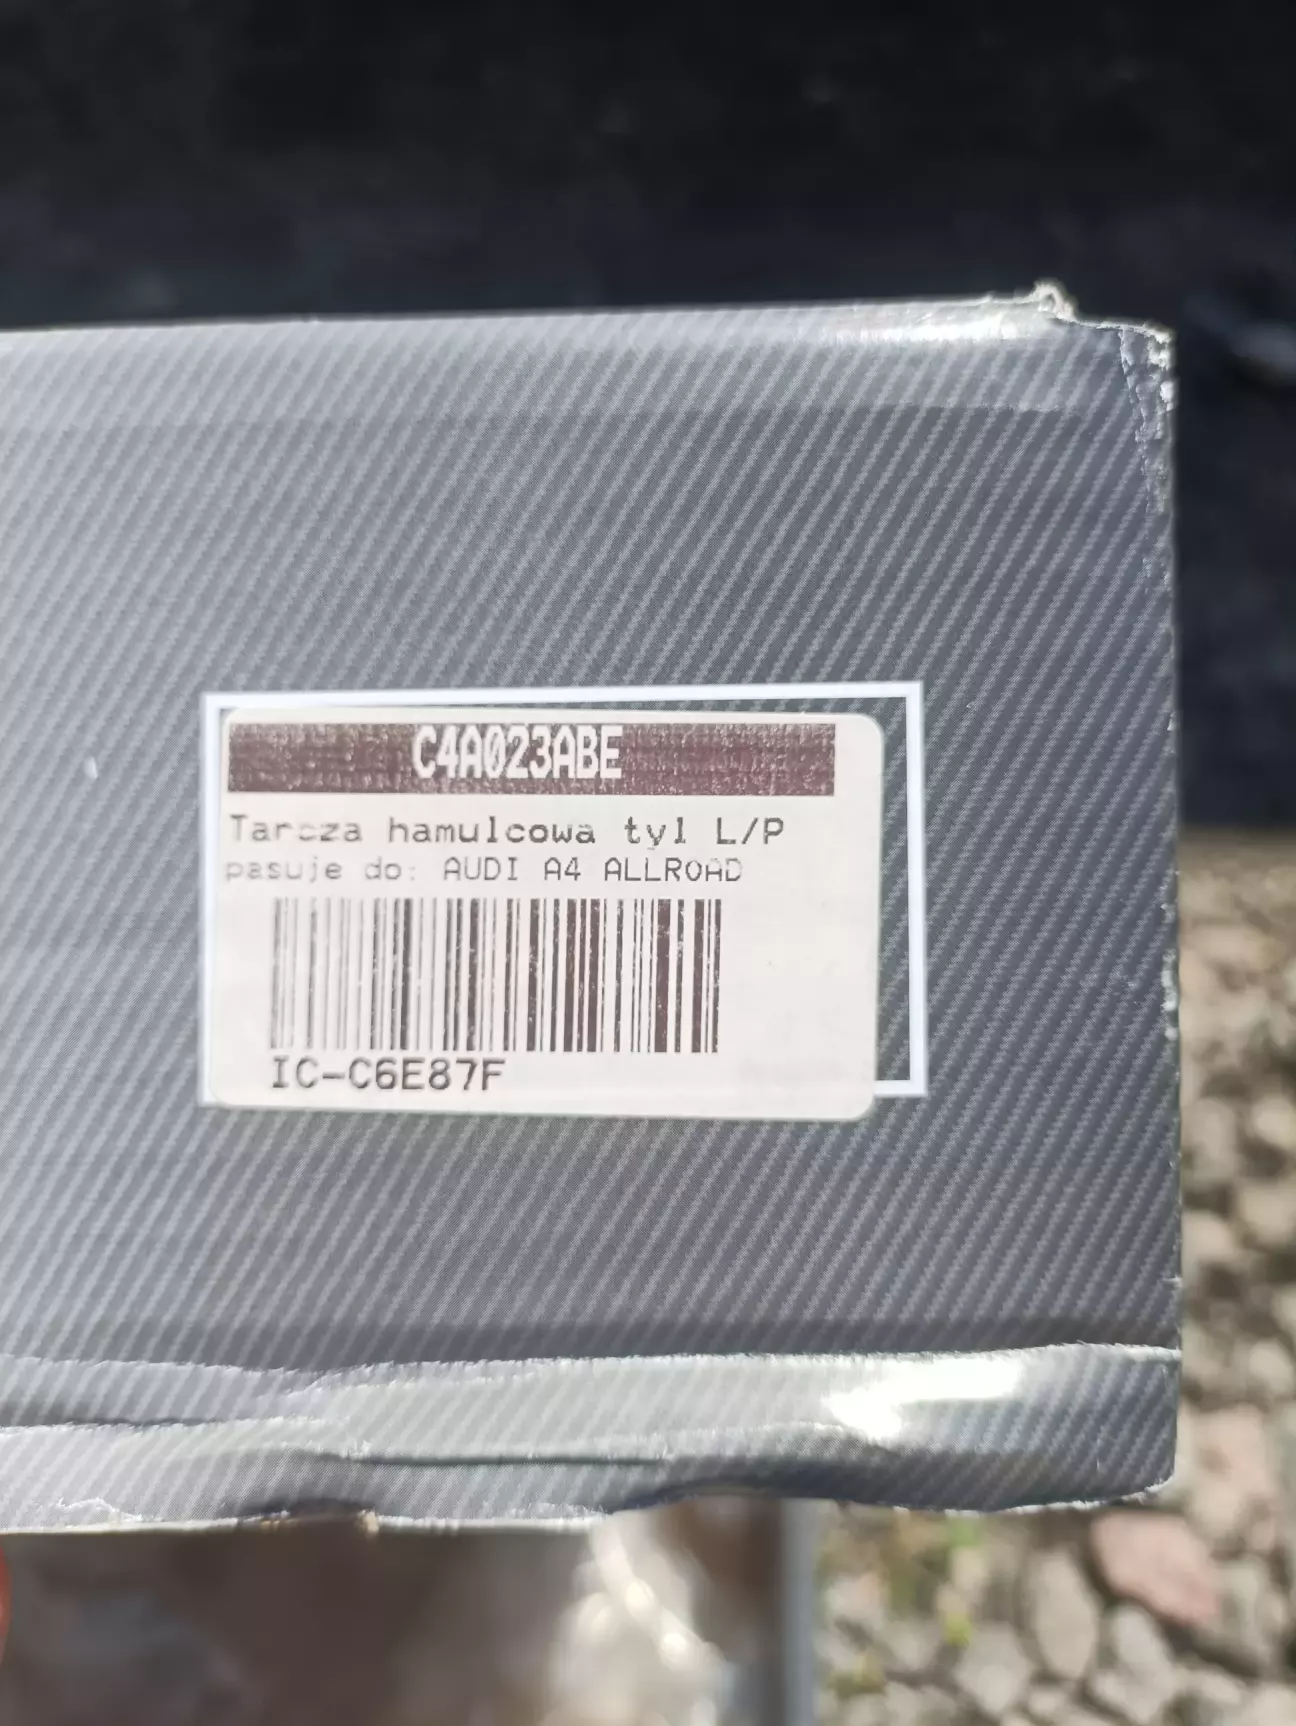 C4A023ABE
Tarcza hamulcowa tyl L/P
pasuje do: AUDI A4 ALLROAD
IC-C6E87F